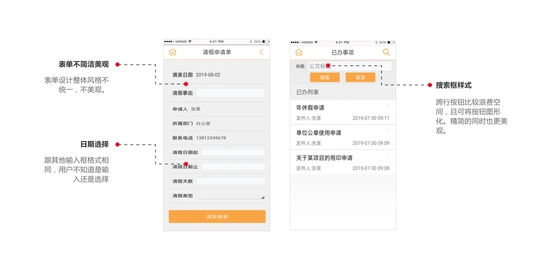 表单不简洁美观
表单设计整体风格不
统一,不美观。
日期选择
跟其他输入框格式相
同,用户不知道是输
入还是选择
4:21 PM
请假申请单
填表日期 2019-08-02
请假事由
申请人 张某
所属部门 办公室
联系电话 13813345678
请假日期起
请假日期止
请假天数
请假类型
4:21 PM
已办事项
标题: 公文标题
搜索
已办列表
年休假申请
发件人:张某 2019-07-30 09:11
单位公章使用申请
发件人:张某 2019-07-30 09:09
关于某项目的用印申请
发件人:张某 2019-07-30 09:08
搜索框样式
跨行按钮比较浪费空
间,且可将按钮图形
化。精简的同时也更美
观。